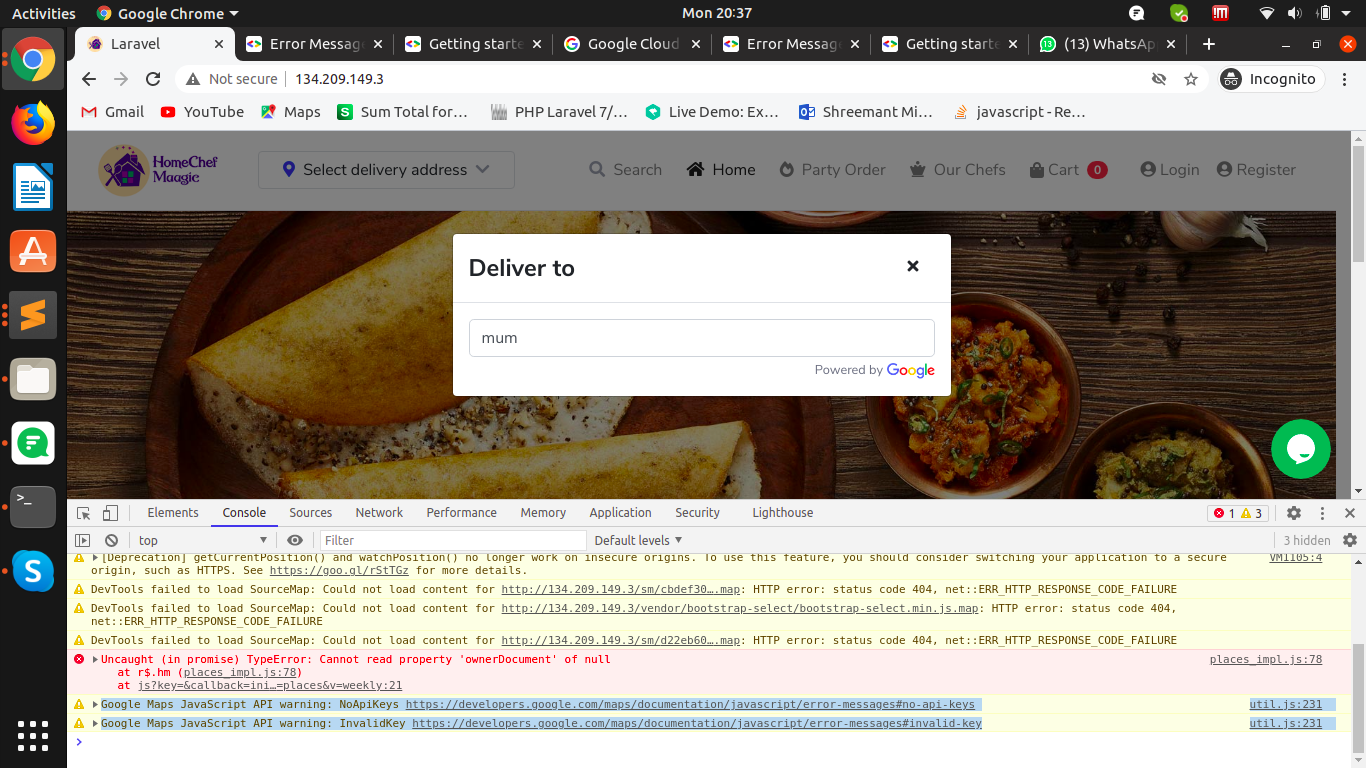 Activities
Google Chrome
Mon 20:37
Laravel
Error Messag
Getting starte
Google Cloud
Error Messag
Getting starte
(13) WhatsAp
Not secure
134.209.149.3
Incognito
Gmail
YouTube
Maps
Sum Total for...
PHP Laravel 7/...
Live Demo: Ex...
Shreemant Mi...
javascript - Re...
HomeChef
Maagic
Select delivery address
Search
Home
Party Order
Our Chefs
Cart 0
Login
Register
Deliver to
mum
Powered by Google
Elements
Console
Sources
Network
Performance
Memory
Application
Security
Lighthouse
1
3
top
Filter
Default levels
3 hidden
[Deprecation] getCurrentPosition() and watchPosition() no longer work on insecure origins. To use this feature, you should consider switching your application to a secure
VM1105:4
origin, such as HTTPS. See https://goo.gl/rStTGz for more details.
DevTools failed to load SourceMap: Could not load content for http://134.209.149.3/sm/cbdef30….map: HTTP error: status code 404, net::ERR_HTTP_RESPONSE_CODE_FAILURE
DevTools failed to load SourceMap: Could not load content for http://134.209.149.3/vendor/bootstrap-select/bootstrap-select.min.js.map: HTTP error: status code 404,
net::ERR_HTTP_RESPONSE_CODE_FAILURE
DevTools failed to load SourceMap: Could not load content for http://134.209.149.3/sm/d22eb60….map: HTTP error: status code 404, net::ERR_HTTP_RESPONSE_CODE_FAILURE
Uncaught (in promise) TypeError: Cannot read property 'ownerDocument' of null
places_impl.js:78
at r$.hm (places_impl.js:78)
at js?key=&callback=ini…=places&v=weekly:21
Google Maps JavaScript API warning: NoApiKeys https://developers.google.com/maps/documentation/javascript/error-messages#no-api-keys
util.js:231
Google Maps JavaScript API warning: InvalidKey https://developers.google.com/maps/documentation/javascript/error-messages#invalid-key
util.js:231